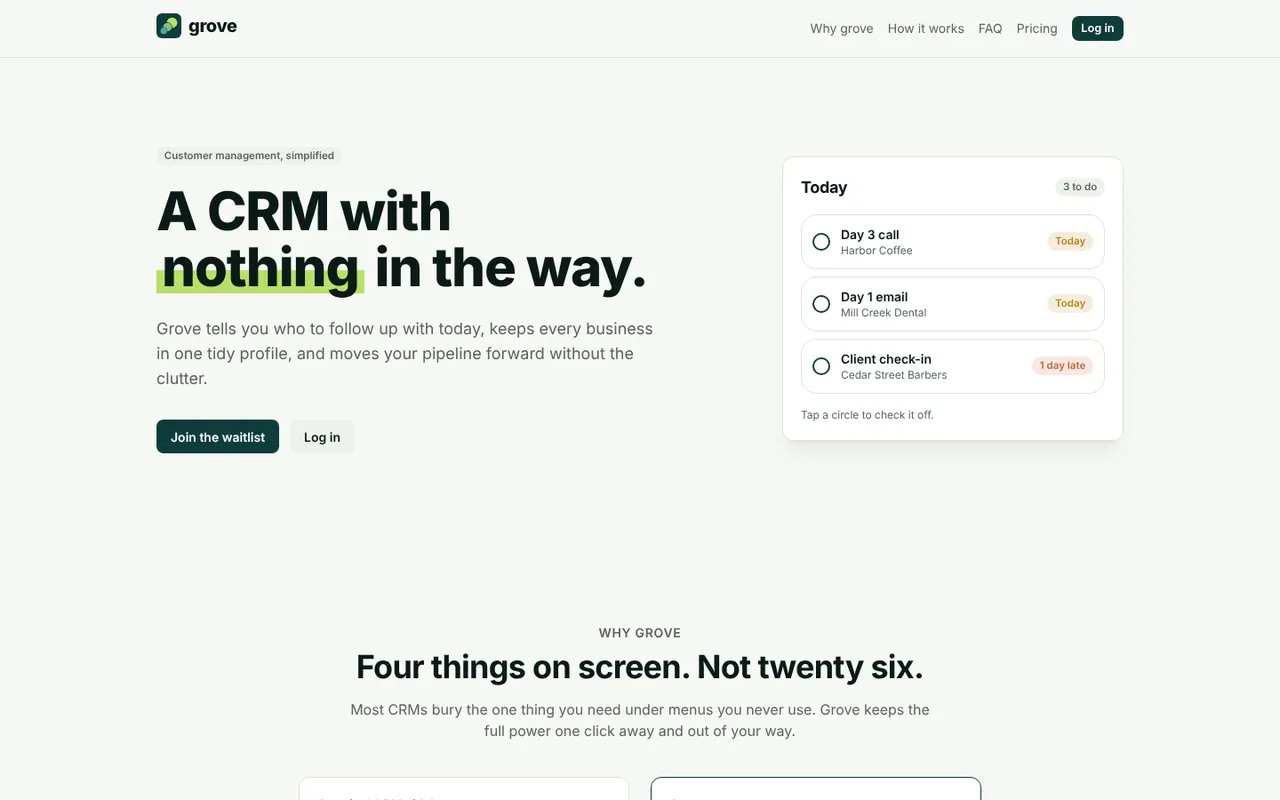 grove
Why grove
How it works
FAQ
Pricing
Log in
Customer management, simplified
A CRM with
nothing in the way.
Grove tells you who to follow up with today, keeps every business
in one tidy profile, and moves your pipeline forward without the
clutter.
Join the waitlist
Log in
Today
3 to do
Day 3 call
Harbor Coffee
Today
Day 1 email
Mill Creek Dental
Today
Client check-in
Cedar Street Barbers
1 day late
Tap a circle to check it off.
WHY GROVE
Four things on screen. Not twenty six.
Most CRMs bury the one thing you need under menus you never use. Grove keeps the
full power one click away and out of your way.